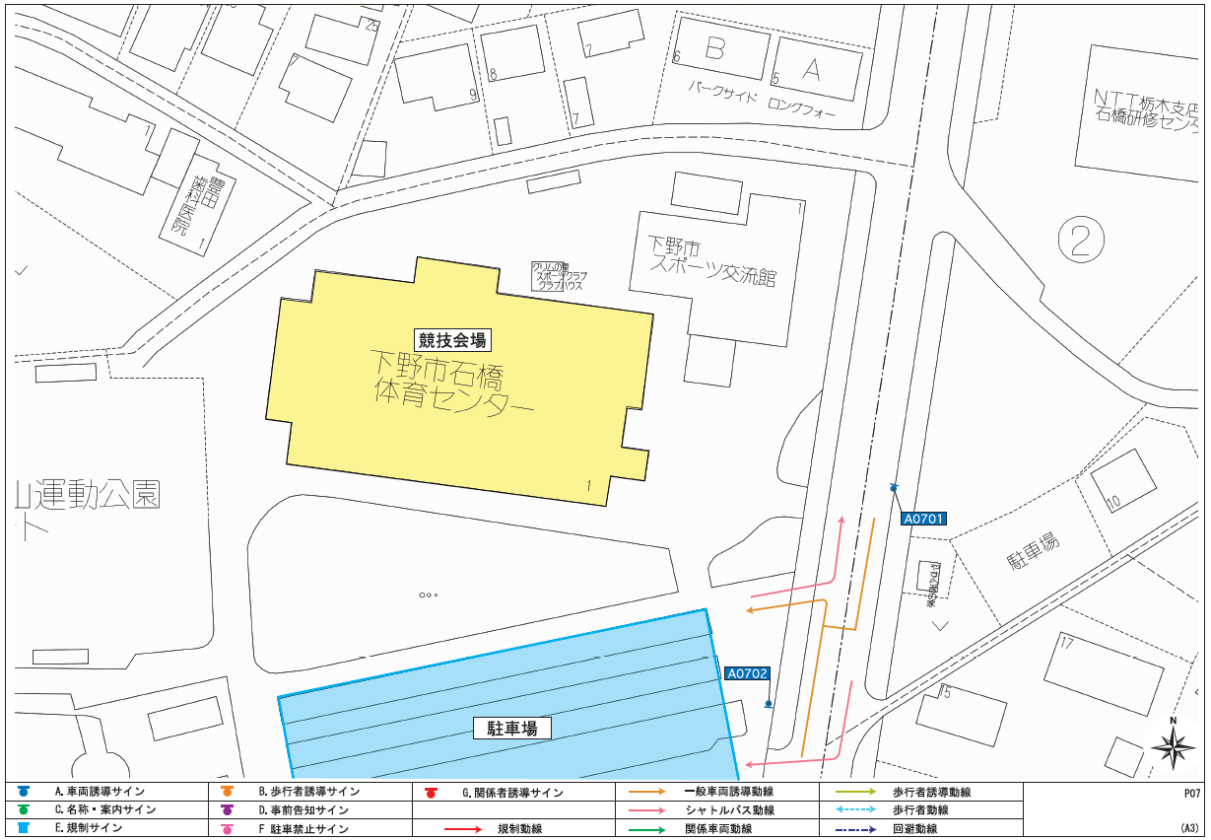 25
7
7
8
9
7
B
6
A
5
パークサイド ロングフォー
NTT栃木支店
石橋研修センタ
1
豊田
歯科医院
1
②
1
下野市
スポーツ交流館
グリムの里
スポーツクラブ
クラブハウス
競技会場
下野市石橋
体育センター
1
山運動公園
ト
A0701
10
駐車場
17
15
A0702
駐車場
N
A. 車両誘導サイン
B. 歩行者誘導サイン
G. 関係者誘導サイン
一般車両誘導動線
歩行者誘導動線
P07
C. 名称・案内サイン
D. 事前告知サイン
シャトルバス動線
歩行者動線
E. 規制サイン
F 駐車禁止サイン
規制動線
関係車両動線
回避動線
(A3)